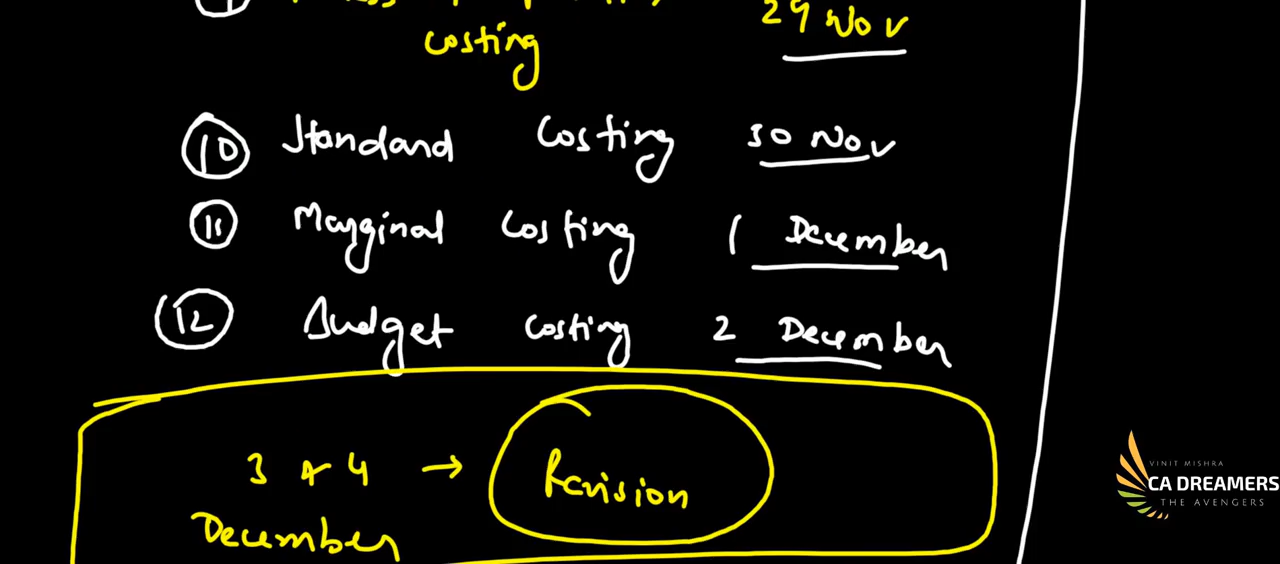 29 Nov
costing
10 Standard costing 30 Nov
11 Marginal costing 1 December
12 Budget costing 2 December
3 & 4 → Revision
December
VINIT MISHRA
CA DREAMERS
THE AVENGERS